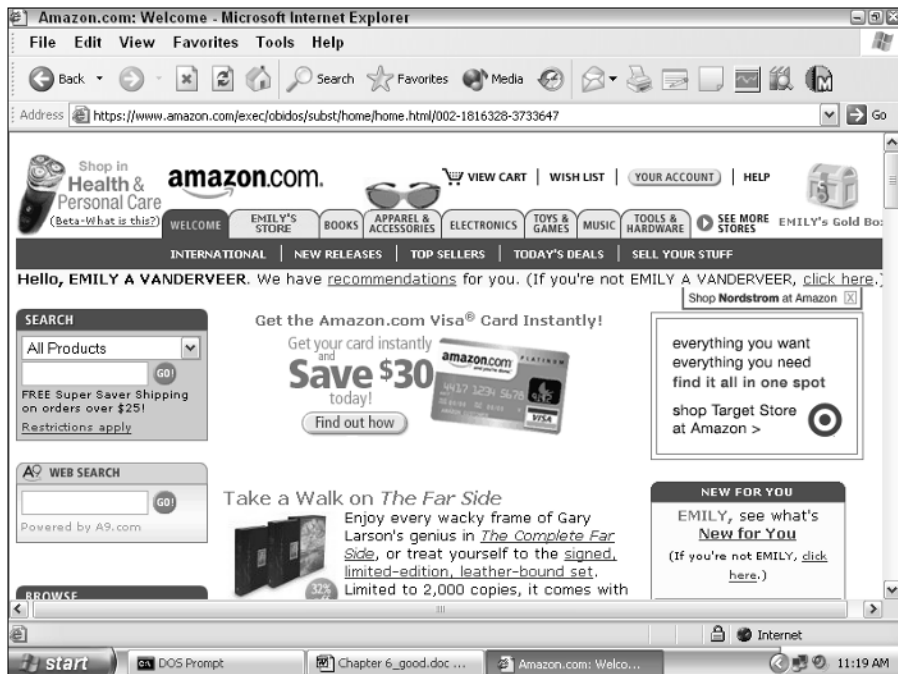 Amazon.com: Welcome - Microsoft Internet Explorer
File Edit View Favorites Tools Help
Back Search Favorites Media
Address https://www.amazon.com/exec/obidos/subst/home/home.html/002-1816328-3733647 Go
Shop in
Health &
Personal Care
(Beta-What is this?)
amazon.com.
VIEW CART | WISH LIST | YOUR ACCOUNT | HELP
WELCOME
EMILY'S
STORE
BOOKS
APPAREL &
ACCESSORIES
ELECTRONICS
TOYS &
GAMES
MUSIC
TOOLS &
HARDWARE
SEE MORE
STORES
EMILY's Gold Box
INTERNATIONAL | NEW RELEASES | TOP SELLERS | TODAY'S DEALS | SELL YOUR STUFF
Hello, EMILY A VANDERVEER. We have recommendations for you. (If you're not EMILY A VANDERVEER, click here.)
SEARCH
All Products
GO!
FREE Super Saver Shipping
on orders over $25!
Restrictions apply
A9 WEB SEARCH
GO!
Powered by A9.com
BROWSE
Get the Amazon.com Visa® Card Instantly!
Get your card instantly
and
Save $30
today!
Find out how
amazon.com
PLATINUM
4417 1234 5678 9112
VISA
Take a Walk on The Far Side
Enjoy every wacky frame of Gary
Larson's genius in The Complete Far
Side, or treat yourself to the signed,
limited-edition, leather-bound set.
Limited to 2,000 copies, it comes with
32%
off
Shop Nordstrom at Amazon X
everything you want
everything you need
find it all in one spot
shop Target Store
at Amazon >
NEW FOR YOU
EMILY, see what's
New for You
(If you're not EMILY, click
here.)
Internet
start
DOS Prompt
Chapter 6_good.doc ...
Amazon.com: Welco...
11:19 AM